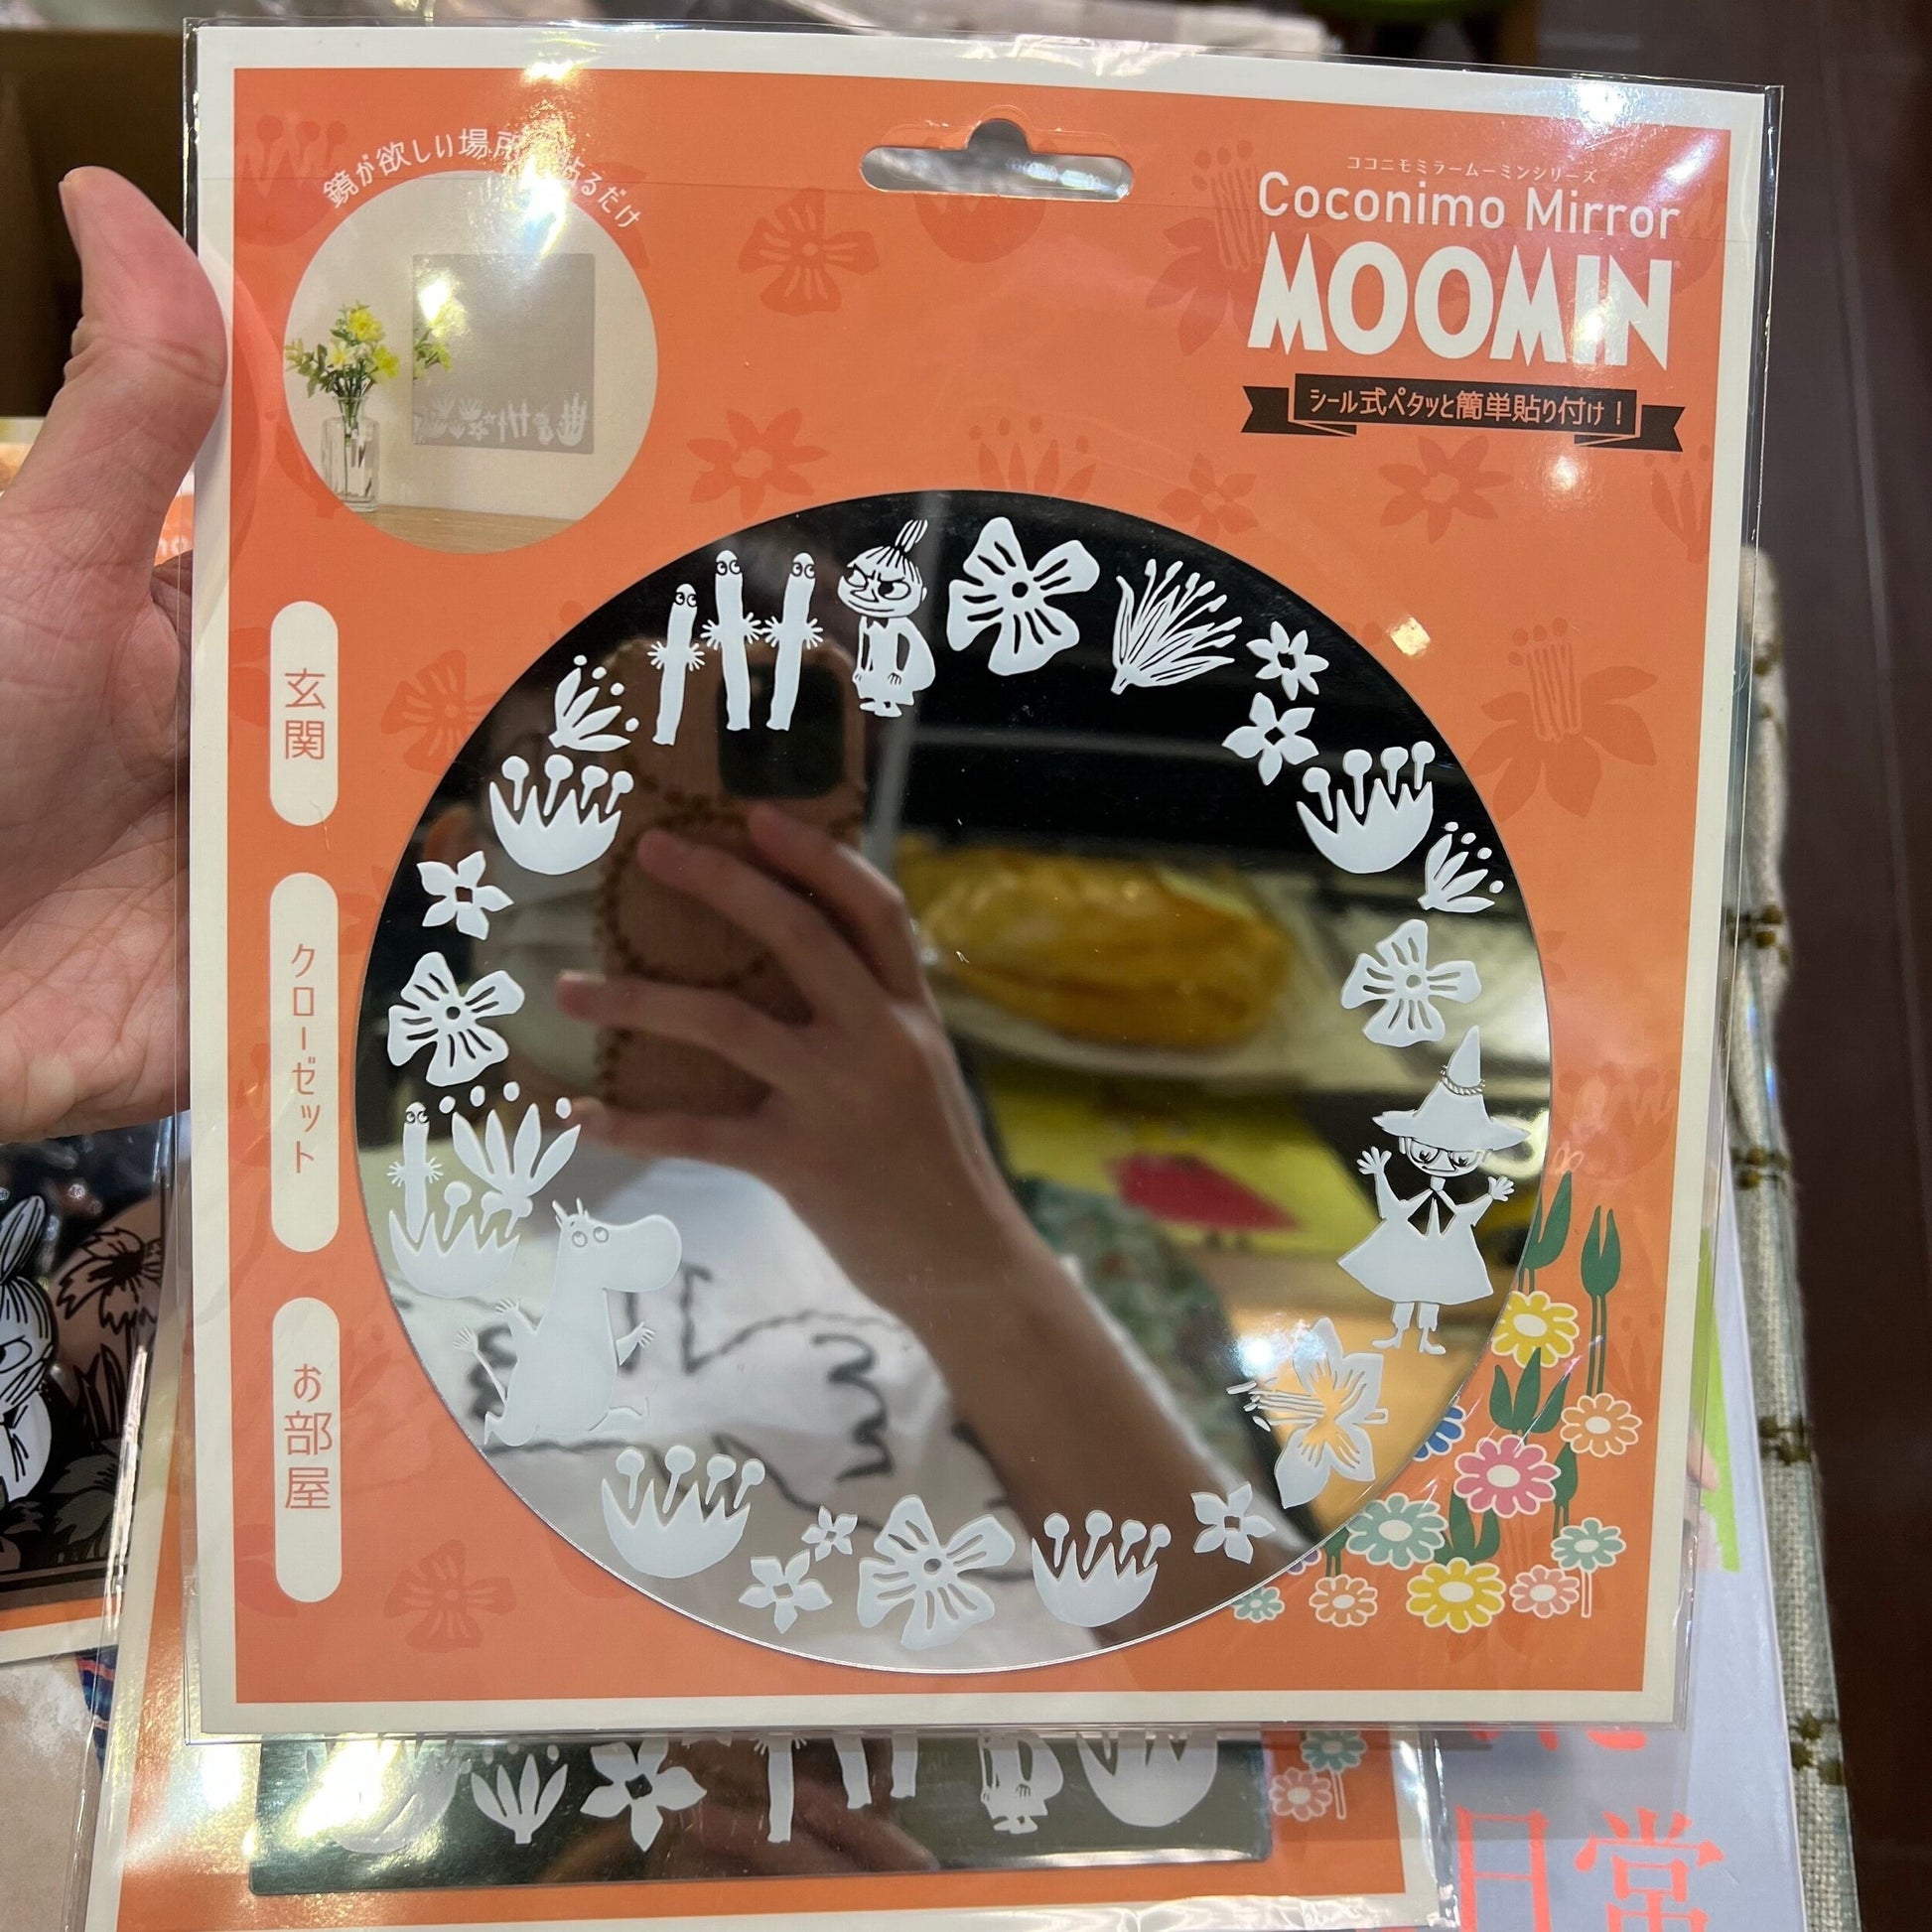 鏡が欲しい場所に貼るだけ
ココニモミラームーミンシリーズ
Coconimo Mirror
MOOMIN
シール式ペタッと簡単貼り付け！
玄関
クローゼット
お部屋
日常